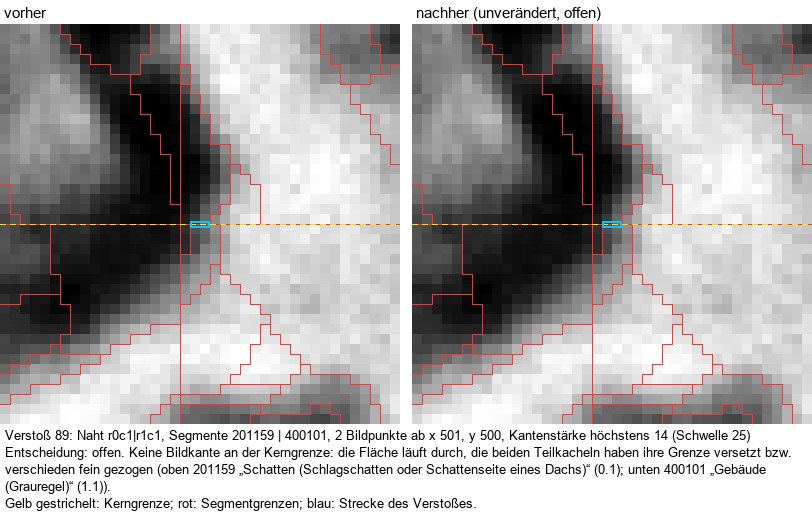 vorher
nachher (unverändert, offen)
Verstoß 89: Naht r0c1|r1c1, Segmente 201159 | 400101, 2 Bildpunkte ab x 501, y 500, Kantenstärke höchstens 14 (Schwelle 25)
Entscheidung: offen. Keine Bildkante an der Kerngrenze: die Fläche läuft durch, die beiden Teilkacheln haben ihre Grenze versetzt bzw.
verschieden fein gezogen (oben 201159 „Schatten (Schlagschatten oder Schattenseite eines Dachs)“ (0.1); unten 400101 „Gebäude
(Grauregel)“ (1.1)).
Gelb gestrichelt: Kerngrenze; rot: Segmentgrenzen; blau: Strecke des Verstoßes.